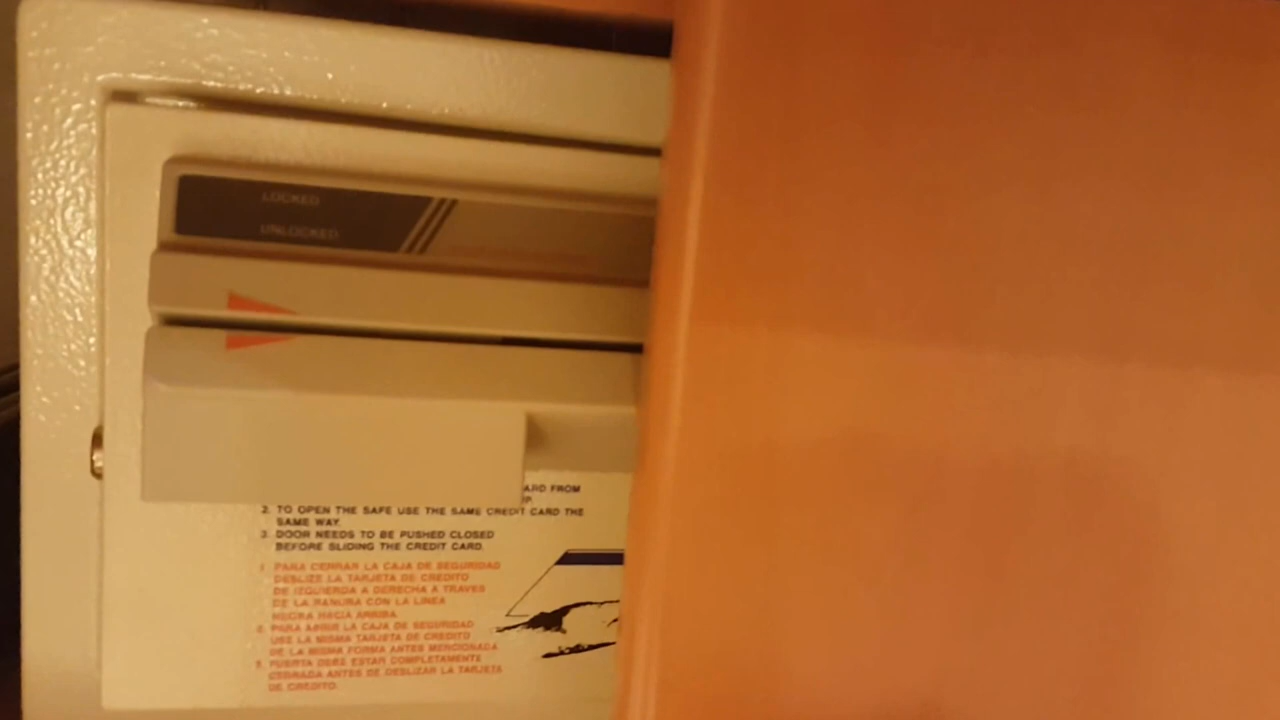 LOCKED
UNLOCKED
ARD FROM
IP.
2. TO OPEN THE SAFE USE THE SAME CREDIT CARD THE
SAME WAY.
3. DOOR NEEDS TO BE PUSHED CLOSED
BEFORE SLIDING THE CREDIT CARD.
1. PARA CERRAR LA CAJA DE SEGURIDAD
DESLIZE LA TARJETA DE CREDITO
DE IZQUIERDA A DERECHA A TRAVES
DE LA RANURA CON LA LINEA
NEGRA HACIA ARRIBA.
2. PARA ABRIR LA CAJA DE SEGURIDAD
USE LA MISMA TARJETA DE CREDITO
DE LA MISMA FORMA ANTES MENCIONADA
3. PUERTA DEBE ESTAR COMPLETAMENTE
CERRADA ANTES DE DESLIZAR LA TARJETA
DE CREDITO.